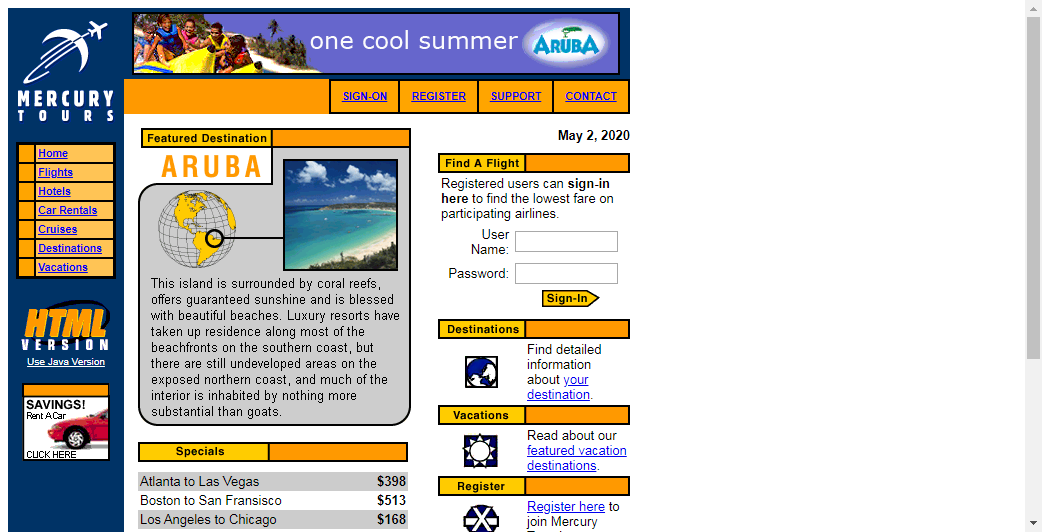 one cool summer ARUBA
MERCURY
TOURS
SIGN-ON REGISTER SUPPORT CONTACT
Home
Flights
Hotels
Car Rentals
Cruises
Destinations
Vacations
HTML
VERSION
Use Java Version
SAVINGS!
Rent A Car
CLICK HERE
Featured Destination
ARUBA
This island is surrounded by coral reefs,
offers guaranteed sunshine and is blessed
with beautiful beaches. Luxury resorts have
taken up residence along most of the
beachfronts on the southern coast, but
there are still undeveloped areas on the
exposed northern coast, and much of the
interior is inhabited by nothing more
substantial than goats.
Specials
Atlanta to Las Vegas $398
Boston to San Fransisco $513
Los Angeles to Chicago $168
May 2, 2020
Find A Flight
Registered users can sign-in
here to find the lowest fare on
participating airlines.
User
Name:
Password:
Sign-In
Destinations
Find detailed
information
about your
destination.
Vacations
Read about our
featured vacation
destinations.
Register
Register here to
join Mercury